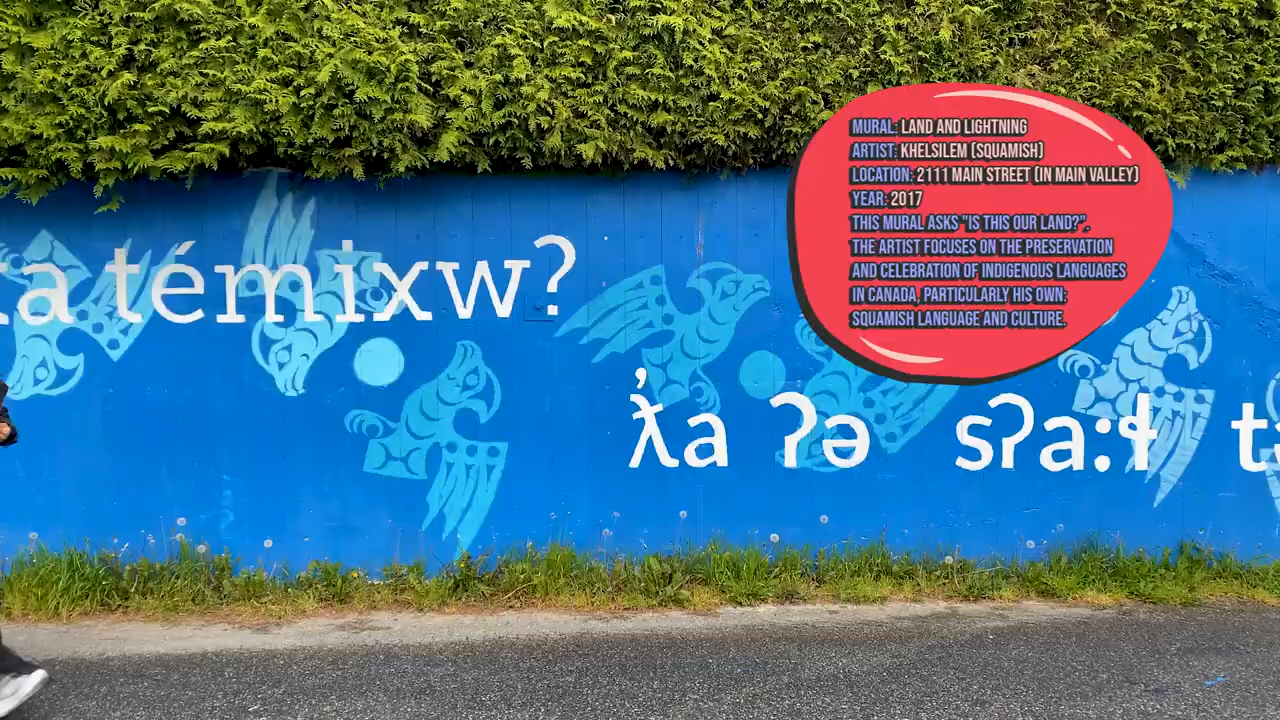 ta témixw?
ƛ̓a ʔə sʔa:ɬ tə
MURAL: LAND AND LIGHTNING
ARTIST: KHELSILEM (SQUAMISH)
LOCATION: 2111 MAIN STREET (IN MAIN VALLEY)
YEAR: 2017
THIS MURAL ASKS "IS THIS OUR LAND?".
THE ARTIST FOCUSES ON THE PRESERVATION
AND CELEBRATION OF INDIGENOUS LANGUAGES
IN CANADA, PARTICULARLY HIS OWN:
SQUAMISH LANGUAGE AND CULTURE.